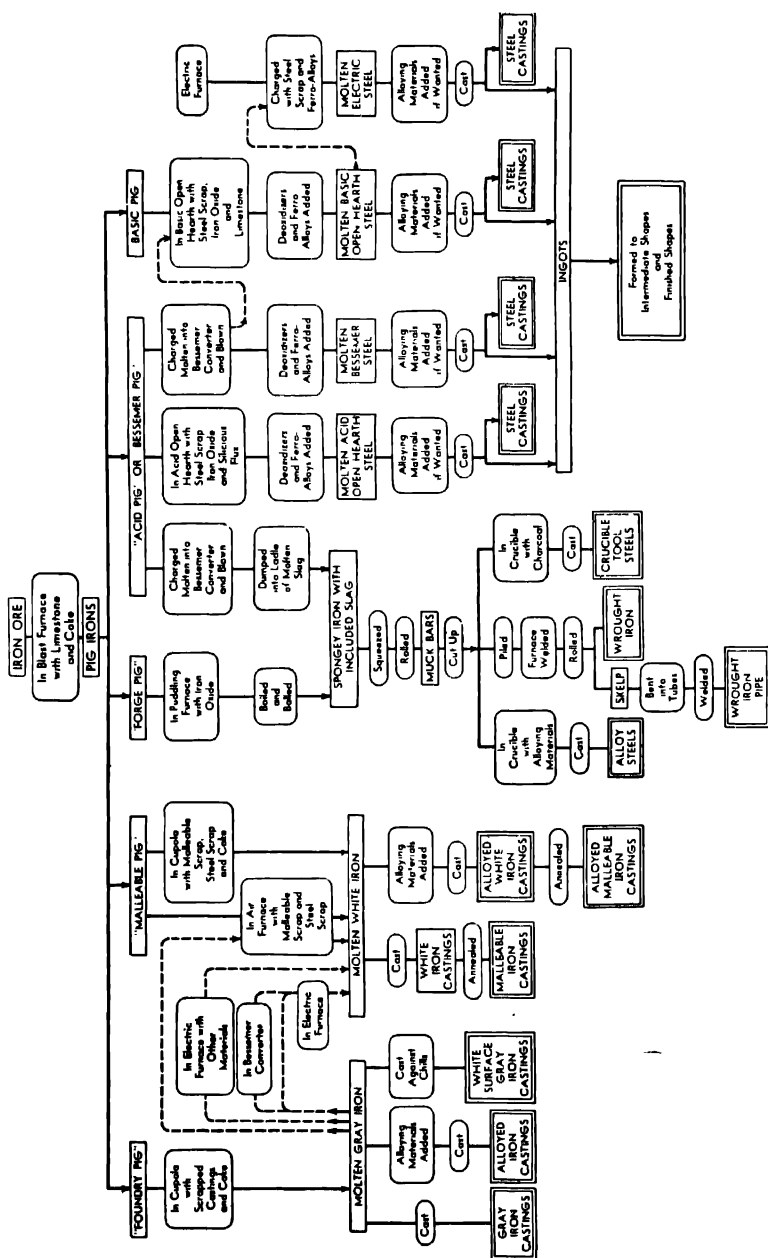 IRON ORE
In Blast Furnace
with Limestone
and Coke
PIG IRONS
"FOUNDRY PIG"
In Cupola
with
Scrapped
Castings
and Coke
MOLTEN GRAY IRON
Cast
GRAY
IRON
CASTINGS
Alloying
Materials
Added
Cast
ALLOYED
IRON
CASTINGS
Cast
Against
Chills
WHITE
SURFACE
GRAY
IRON
CASTINGS
In Electric
Furnace with
Other
Materials
In Bessemer
Converter
In Electric
Furnace
"MALLEABLE PIG"
In Air
Furnace
with
Malleable
Scrap and
Steel
Scrap
In Cupola
with Malleable
Scrap,
Steel Scrap
and Coke
MOLTEN WHITE IRON
Cast
WHITE
IRON
CASTINGS
Annealed
MALLEABLE
IRON
CASTINGS
Alloying
Materials
Added
Cast
ALLOYED
WHITE
IRON
CASTINGS
Annealed
ALLOYED
MALLEABLE
IRON
CASTINGS
"FORGE PIG"
In Puddling
Furnace
with Iron
Oxide
Boiled
and
Balled
"ACID PIG" OR BESSEMER PIG"
Charged
Molten into
Bessemer
Converter
and Blown
Dumped
into Ladle
of Molten
Slag
SPONGEY IRON WITH
INCLUDED SLAG
Squeezed
Rolled
MUCK BARS
Cut Up
In
Crucible
with
Alloying
Materials
Cast
ALLOY
STEELS
Piled
Furnace
Welded
Rolled
SKELP
Bent
into
Tubes
Welded
WROUGHT
IRON
PIPE
WROUGHT
IRON
In
Crucible
with
Charcoal
Cast
CRUCIBLE
TOOL
STEELS
In Acid Open
Hearth with
Steel Scrap
Iron Oxide
and Silicious
Flux
Deoxidizers
and Ferro-
Alloys Added
MOLTEN ACID
OPEN HEARTH
STEEL
Alloying
Materials
Added
if Wanted
Cast
STEEL
CASTINGS
Charged
Molten into
Bessemer
Converter
and Blown
Deoxidizers
and Ferro-
Alloys Added
MOLTEN
BESSEMER
STEEL
Alloying
Materials
Added
if Wanted
Cast
STEEL
CASTINGS
BASIC PIG
In Basic Open
Hearth with
Steel Scrap,
Iron Oxide
and
Limestone
Deoxidizers
and Ferro
Alloys Added
MOLTEN BASIC
OPEN HEARTH
STEEL
Alloying
Materials
Added
if Wanted
Cast
STEEL
CASTINGS
Electric
Furnace
Charged
with Steel
Scrap and
Ferro-Alloys
MOLTEN
ELECTRIC
STEEL
Alloying
Materials
Added
if Wanted
Cast
STEEL
CASTINGS
INGOTS
Formed to
Intermediate Shapes
and
Finished Shapes